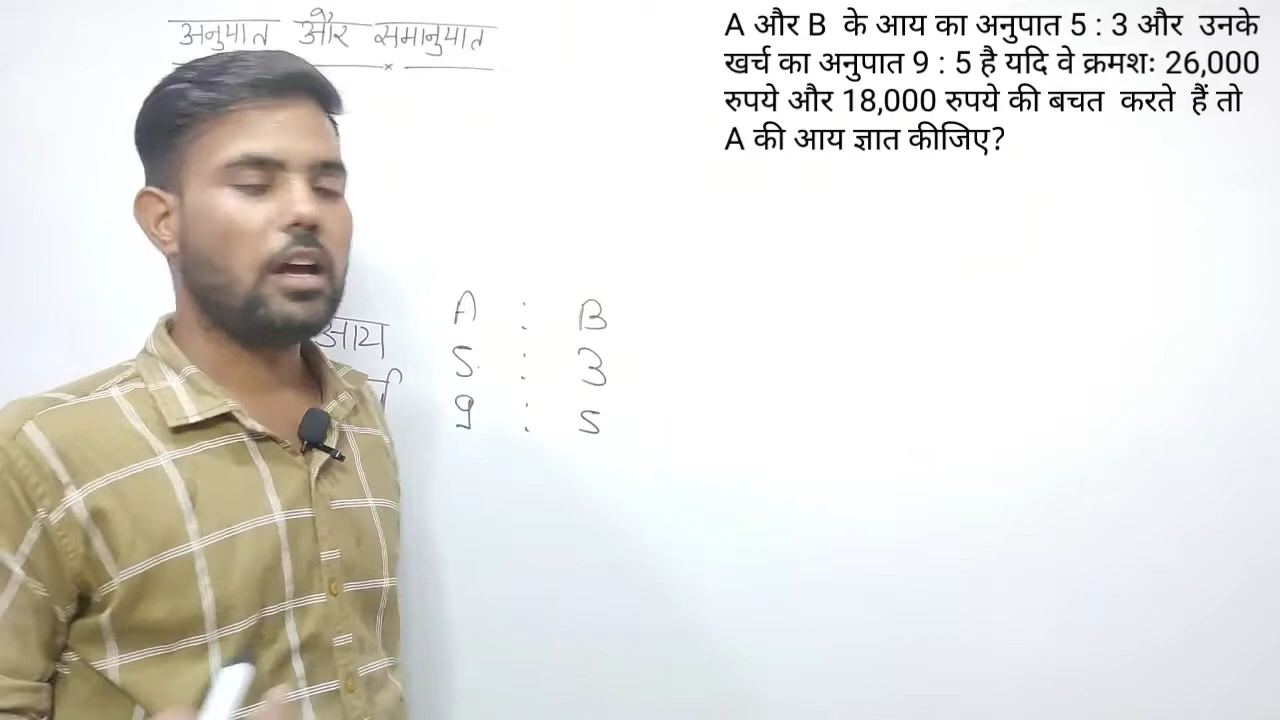 अनुपात और समानुपात
A और B के आय का अनुपात 5 : 3 और उनके
खर्च का अनुपात 9 : 5 है यदि वे क्रमशः 26,000
रुपये और 18,000 रुपये की बचत करते हैं तो
A की आय ज्ञात कीजिए?
A : B
आय 5 : 3
9 : 5